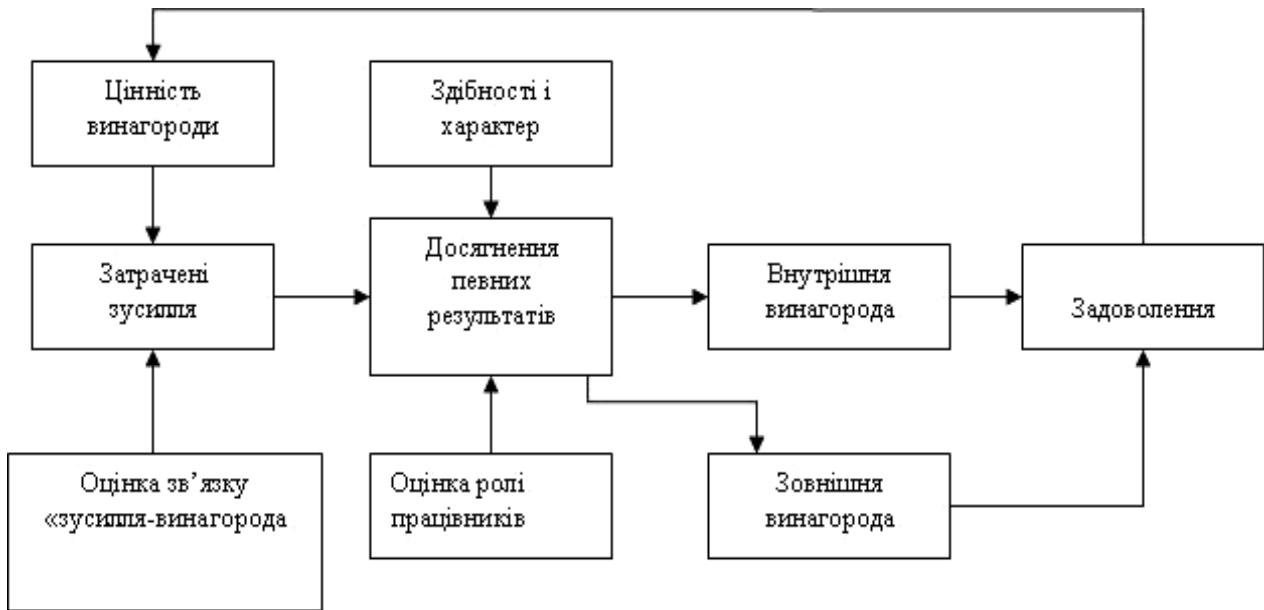 Цінність
винагороди
Здібності і
характер
Затрачені
зусилля
Досягнення
певних
результатів
Внутрішня
винагорода
Задоволення
Оцінка зв’язку
«зусилля-винагорода
Оцінка ролі
працівників
Зовнішня
винагорода